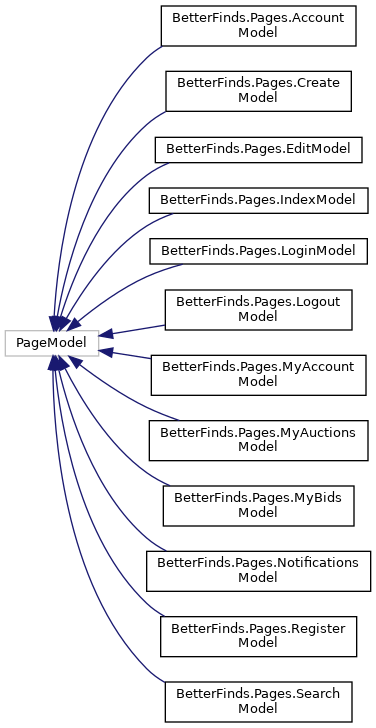 BetterFinds.Pages.Account
Model
BetterFinds.Pages.Create
Model
BetterFinds.Pages.EditModel
BetterFinds.Pages.IndexModel
BetterFinds.Pages.LoginModel
BetterFinds.Pages.Logout
Model
PageModel
BetterFinds.Pages.MyAccount
Model
BetterFinds.Pages.MyAuctions
Model
BetterFinds.Pages.MyBids
Model
BetterFinds.Pages.Notifications
Model
BetterFinds.Pages.Register
Model
BetterFinds.Pages.Search
Model